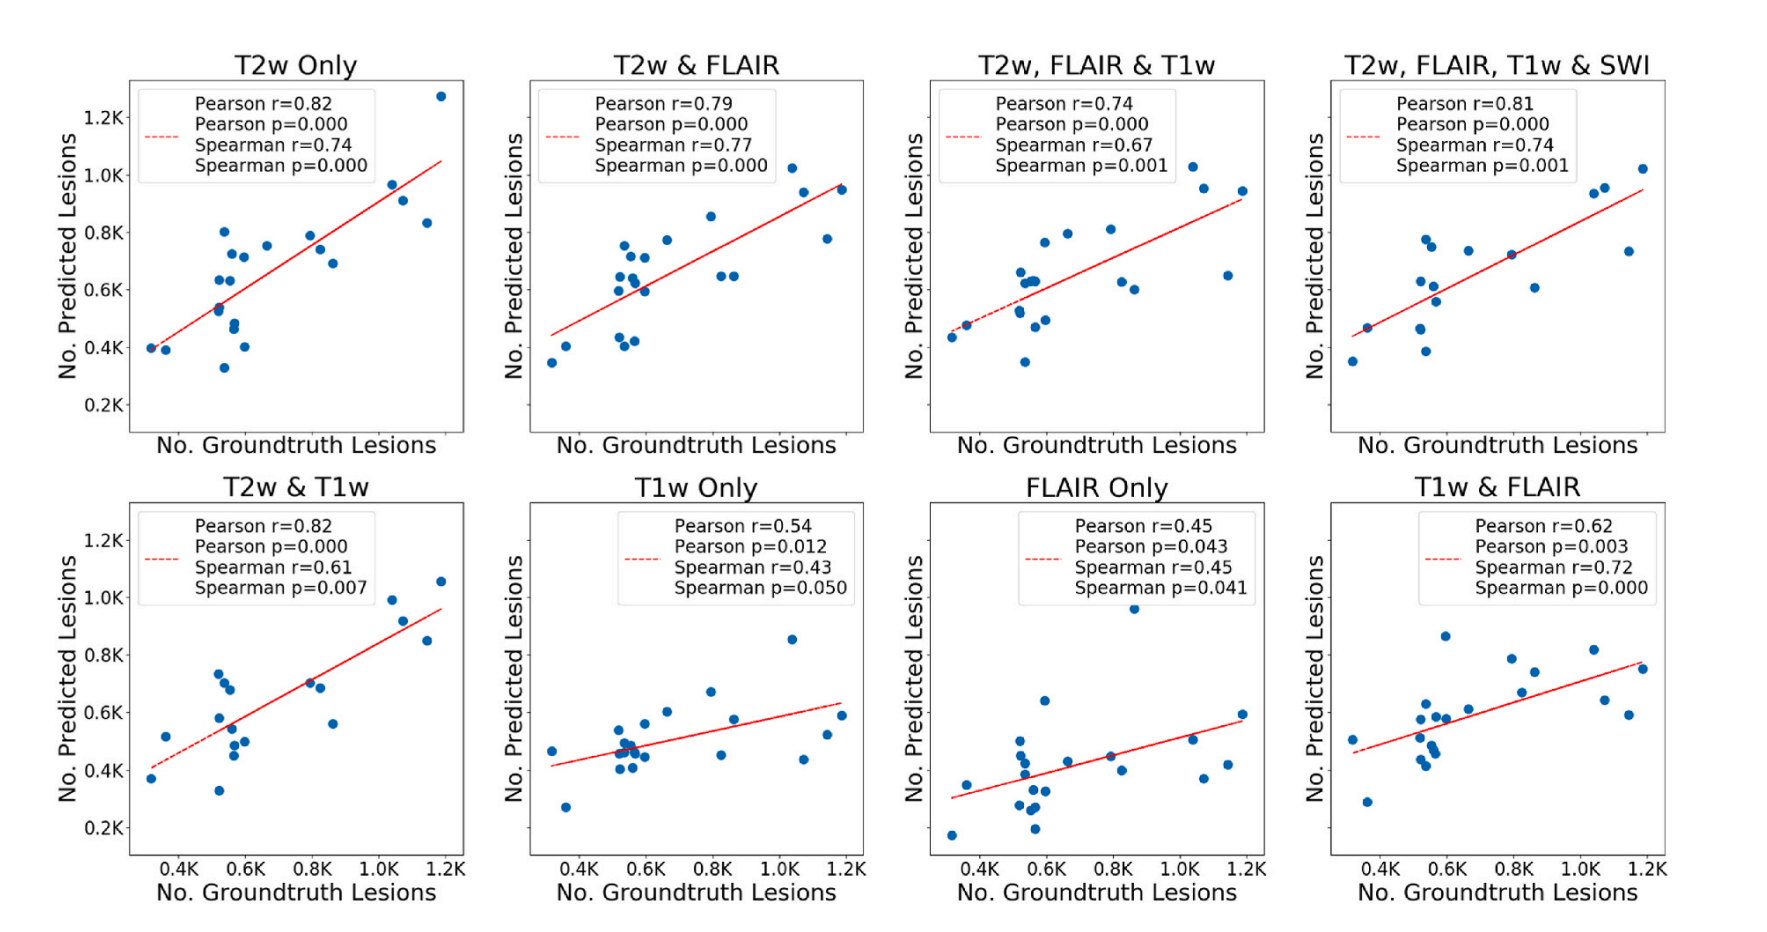 T2w Only
Pearson r=0.82
Pearson p=0.000
Spearman r=0.74
Spearman p=0.000
1.2K
1.0K
0.8K
0.6K
0.4K
0.2K
No. Predicted Lesions
No. Groundtruth Lesions
T2w & FLAIR
Pearson r=0.79
Pearson p=0.000
Spearman r=0.77
Spearman p=0.000
No. Predicted Lesions
No. Groundtruth Lesions
T2w, FLAIR & T1w
Pearson r=0.74
Pearson p=0.000
Spearman r=0.67
Spearman p=0.001
No. Predicted Lesions
No. Groundtruth Lesions
T2w, FLAIR, T1w & SWI
Pearson r=0.81
Pearson p=0.000
Spearman r=0.74
Spearman p=0.001
No. Predicted Lesions
No. Groundtruth Lesions
T2w & T1w
Pearson r=0.82
Pearson p=0.000
Spearman r=0.61
Spearman p=0.007
1.2K
1.0K
0.8K
0.6K
0.4K
0.2K
No. Predicted Lesions
0.4K 0.6K 0.8K 1.0K 1.2K
No. Groundtruth Lesions
T1w Only
Pearson r=0.54
Pearson p=0.012
Spearman r=0.43
Spearman p=0.050
No. Predicted Lesions
0.4K 0.6K 0.8K 1.0K 1.2K
No. Groundtruth Lesions
FLAIR Only
Pearson r=0.45
Pearson p=0.043
Spearman r=0.45
Spearman p=0.041
No. Predicted Lesions
0.4K 0.6K 0.8K 1.0K 1.2K
No. Groundtruth Lesions
T1w & FLAIR
Pearson r=0.62
Pearson p=0.003
Spearman r=0.72
Spearman p=0.000
No. Predicted Lesions
0.4K 0.6K 0.8K 1.0K 1.2K
No. Groundtruth Lesions